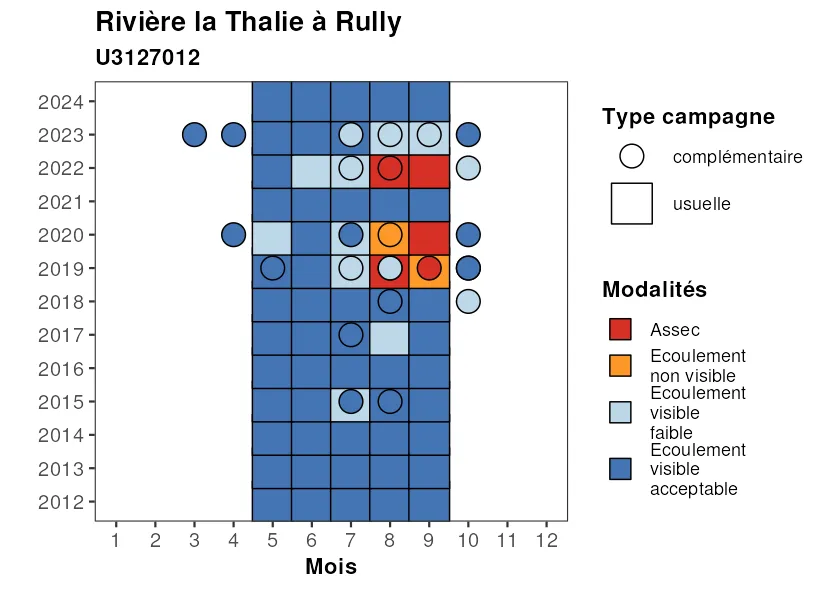 Rivière la Thalie à Rully
U3127012
2024
2023
2022
2021
2020
2019
2018
2017
2016
2015
2014
2013
2012
1 2 3 4 5 6 7 8 9 10 11 12
Mois
Type campagne
complémentaire
usuelle
Modalités
Assec
Ecoulement
non visible
Ecoulement
visible
faible
Ecoulement
visible
acceptable